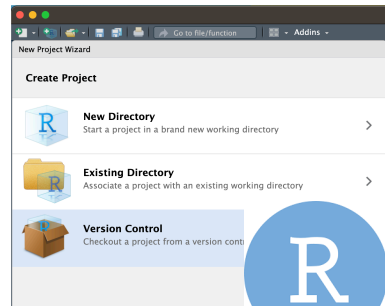 Go to file/function
Addins
New Project Wizard
Create Project
R
New Directory
Start a project in a brand new working directory
R
Existing Directory
Associate a project with an existing working directory
Version Control
Checkout a project from a version
R